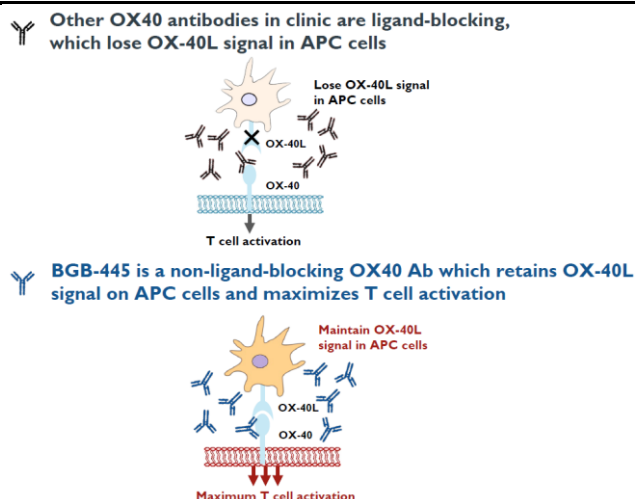 Other OX40 antibodies in clinic are ligand-blocking,
which lose OX-40L signal in APC cells
Lose OX-40L signal
in APC cells
OX-40L
OX-40
T cell activation
BGB-445 is a non-ligand-blocking OX40 Ab which retains OX-40L
signal on APC cells and maximizes T cell activation
Maintain OX-40L
signal in APC cells
OX-40L
OX-40
Maximum T cell activation